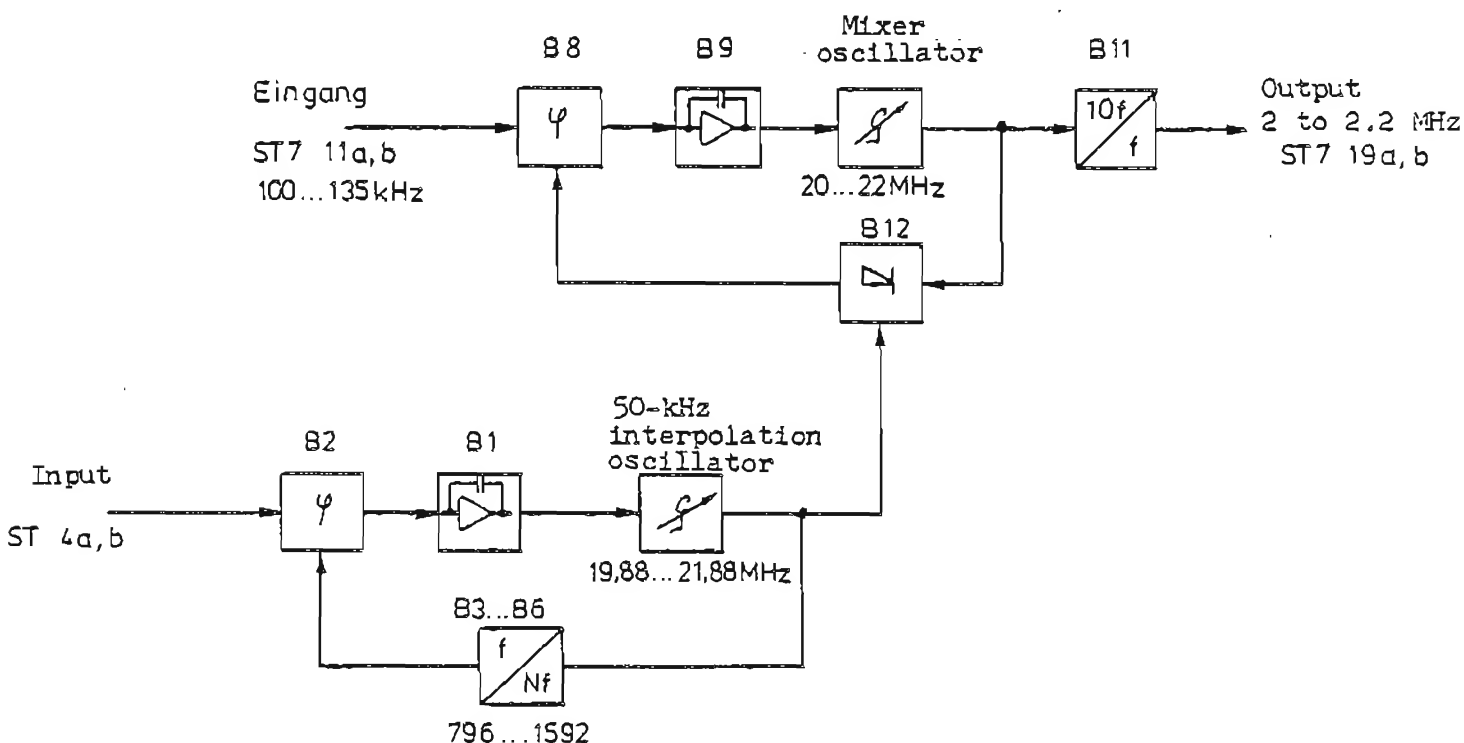 Mixer
oscillator
B8
B9
B11
Eingang
ST7 11a,b
100...135kHz
φ
20...22MHz
10f
f
Output
2 to 2.2 MHz
ST7 19a,b
B12
50-kHz
interpolation
oscillator
B2
B1
Input
ST 4a,b
φ
19,88...21,88MHz
B3...B6
f
Nf
796...1592